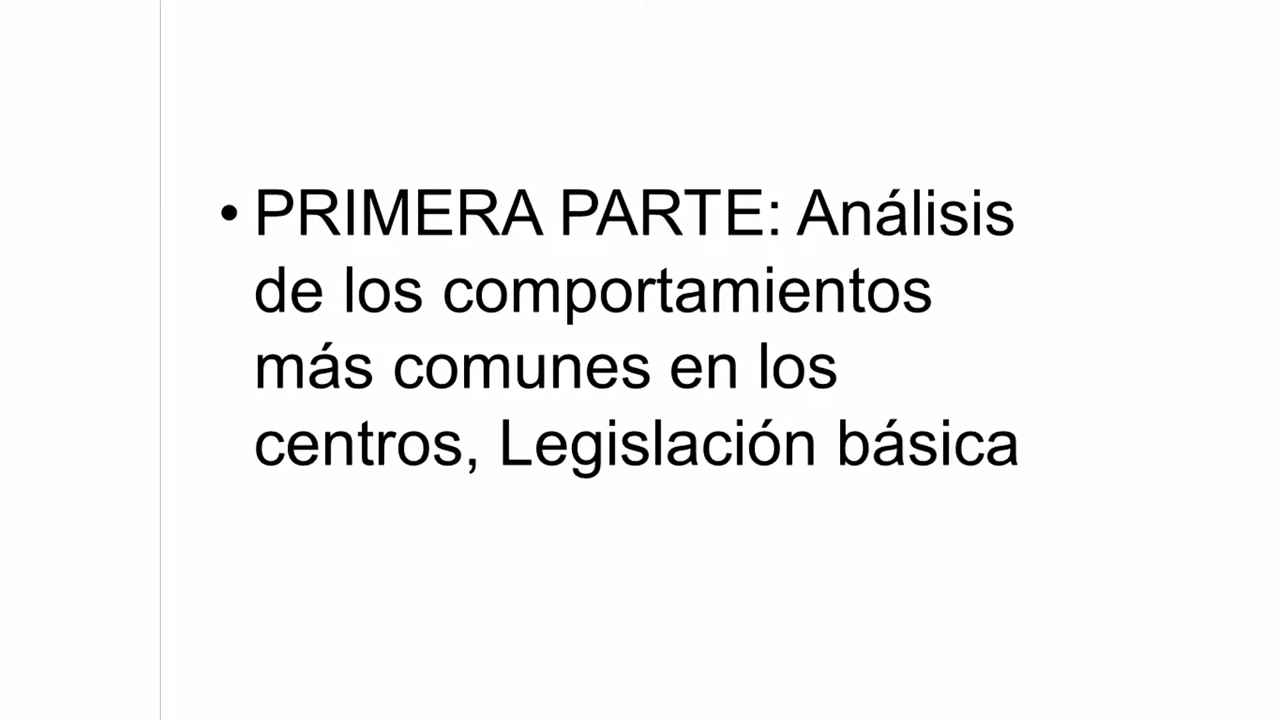 • PRIMERA PARTE: Análisis
de los comportamientos
más comunes en los
centros, Legislación básica